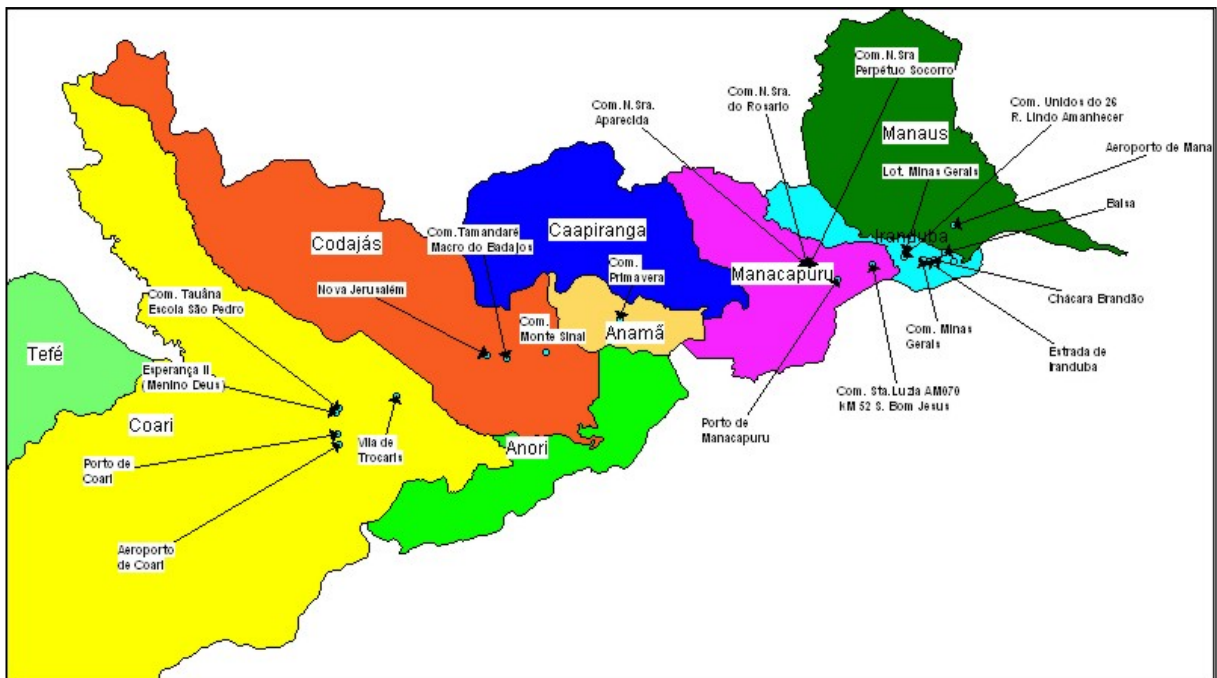 Com. N.Sra
Perpétuo Socorro
Com. N.Sra.
do Rosario
Com. N.Sra.
Aparecida
Com. Unidos do 26
R. Lindo Amanhecer
Manaus
Aeroporto de Mana
Lot. Minas Gerais
Balsa
Iranduba
Caapiranga
Codajás
Com.Tamandaré
Macro do Badajos
Manacapuru
Com.
Primavera
Nova Jerusalém
Com. Tauâna
Escola São Pedro
Chácara Brandão
Com.
Monte Sinai
Anamã
Com. Minas
Gerais
Estrada de
Iranduba
Tefé
Esperança II
(Menino Deus)
Com. Sta.Luzia AM070
KM 52 S. Bom Jesus
Coari
Porto de
Manacapuru
Vila de
Trocaris
Anori
Porto de
Coari
Aeroporto
de Coari